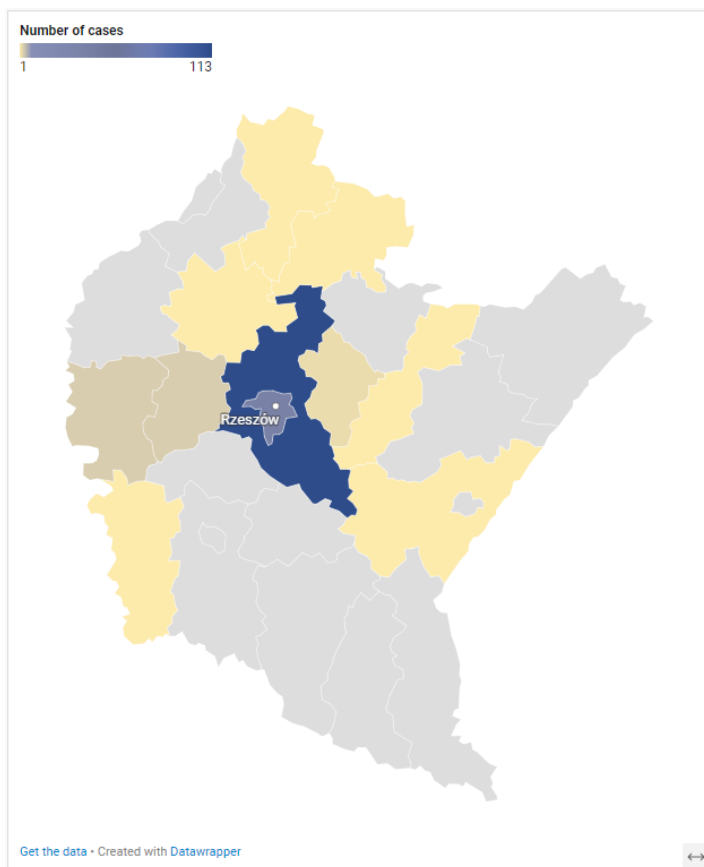 Number of cases
1 113
Rzeszów
Get the data • Created with Datawrapper